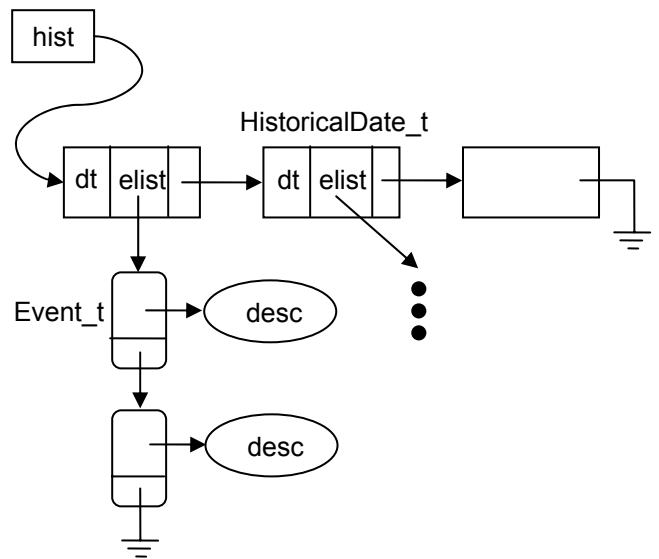 hist
HistoricalDate_t
dt elist
dt elist
Event_t
desc
desc